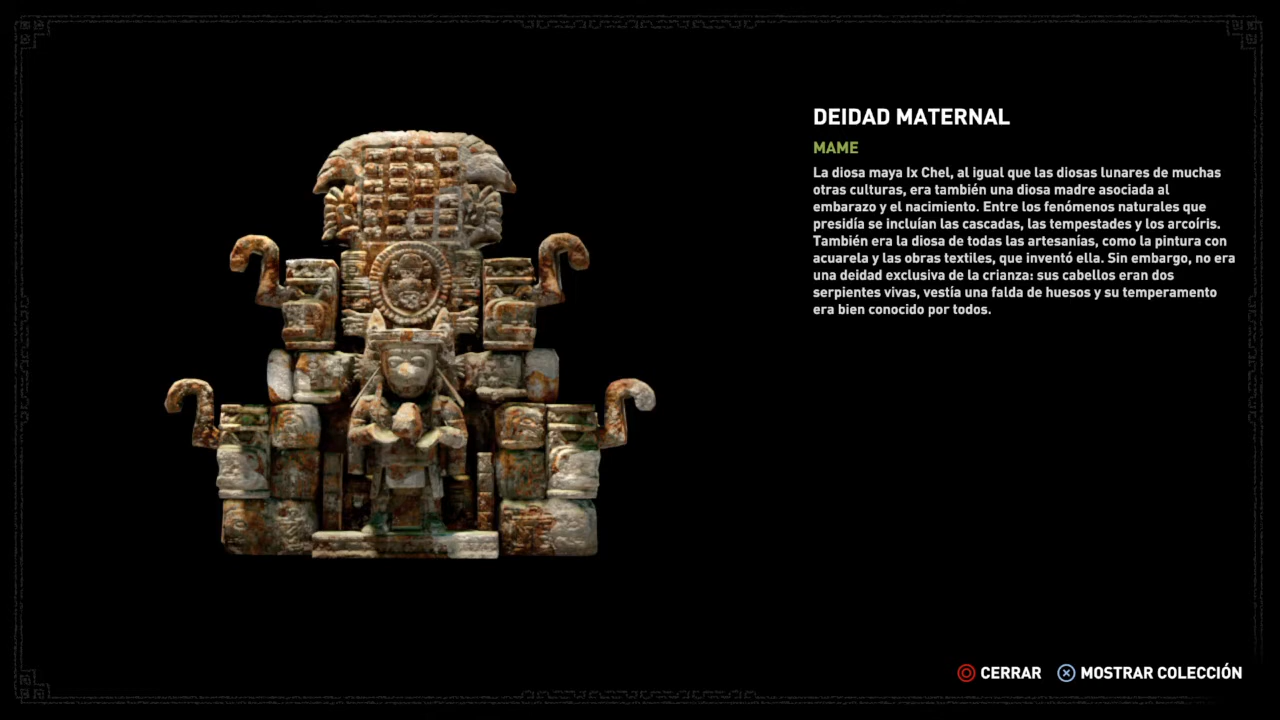 DEIDAD MATERNAL
MAME
La diosa maya Ix Chel, al igual que las diosas lunares de muchas
otras culturas, era también una diosa madre asociada al
embarazo y el nacimiento. Entre los fenómenos naturales que
presidía se incluían las cascadas, las tempestades y los arcoíris.
También era la diosa de todas las artesanías, como la pintura con
acuarela y las obras textiles, que inventó ella. Sin embargo, no era
una deidad exclusiva de la crianza: sus cabellos eran dos
serpientes vivas, vestía una falda de huesos y su temperamento
era bien conocido por todos.
CERRAR MOSTRAR COLECCIÓN